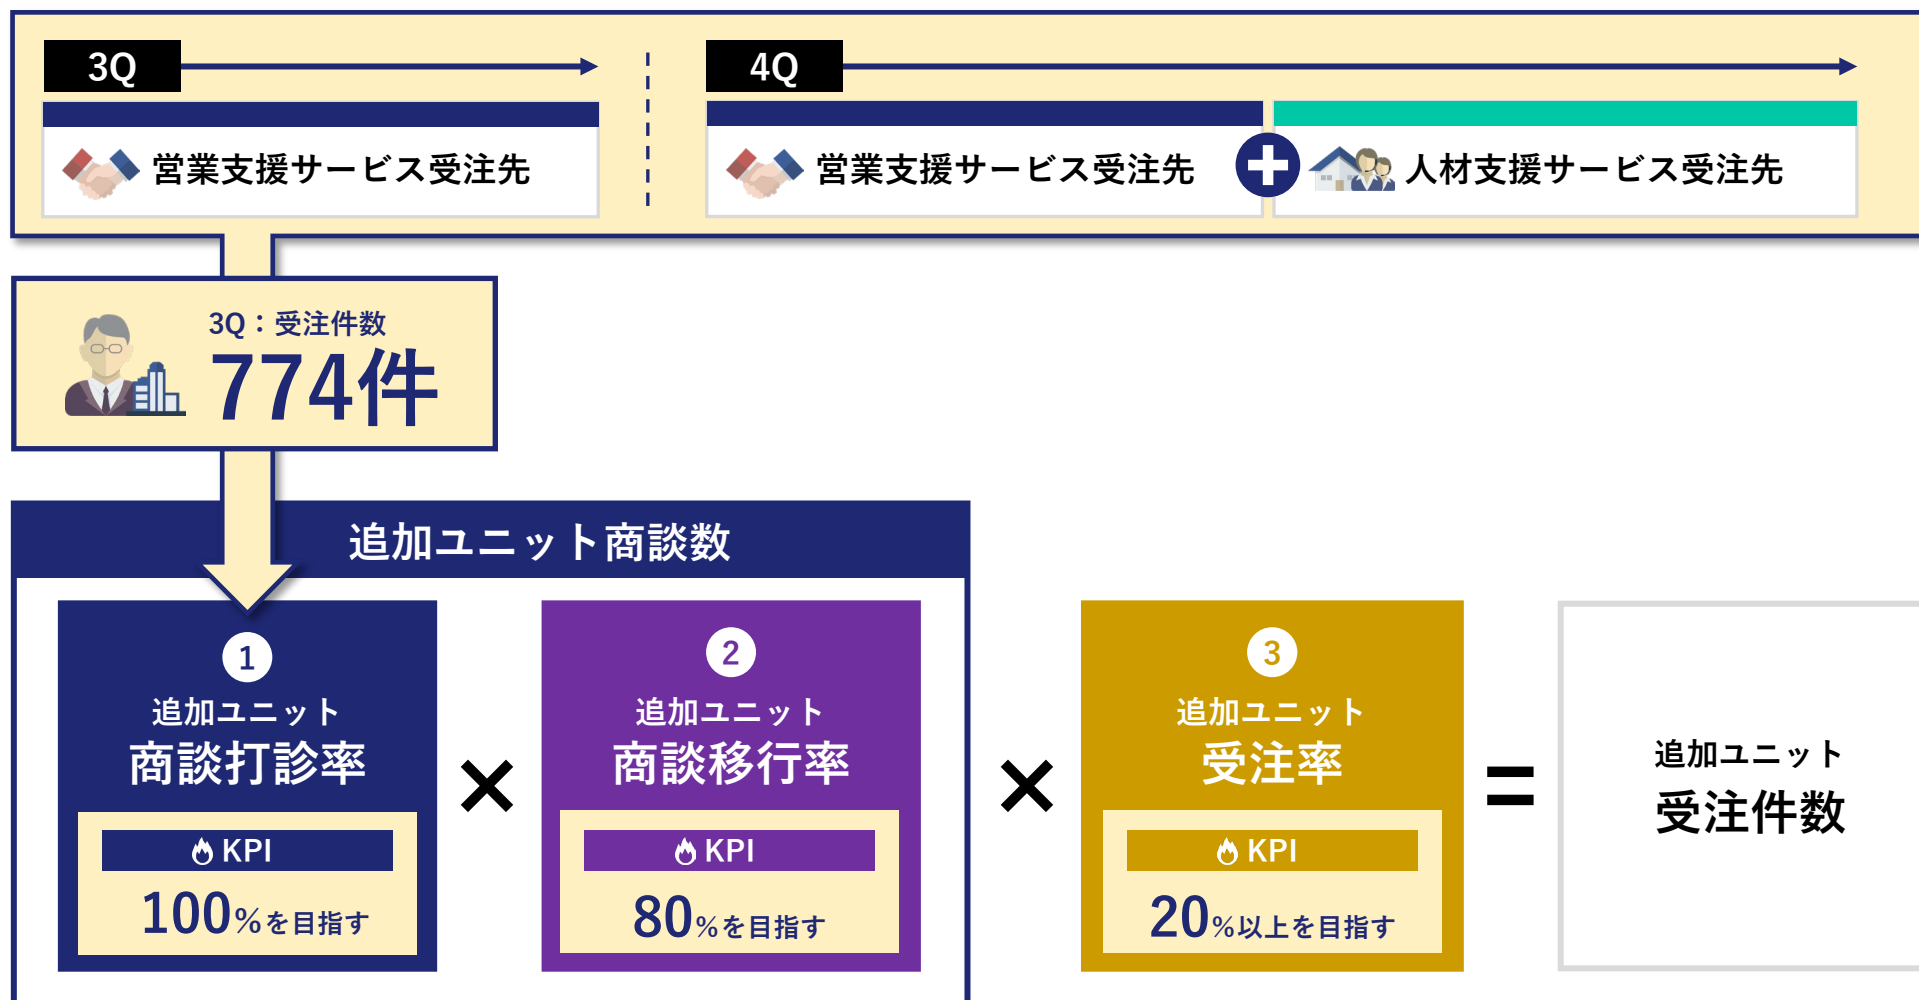 3Q
営業支援サービス受注先
4Q
営業支援サービス受注先
人材支援サービス受注先
3Q：受注件数
774件
追加ユニット商談数
1
追加ユニット
商談打診率
KPI
100%を目指す
×
2
追加ユニット
商談移行率
KPI
80%を目指す
×
3
追加ユニット
受注率
KPI
20%以上を目指す
=
追加ユニット
受注件数